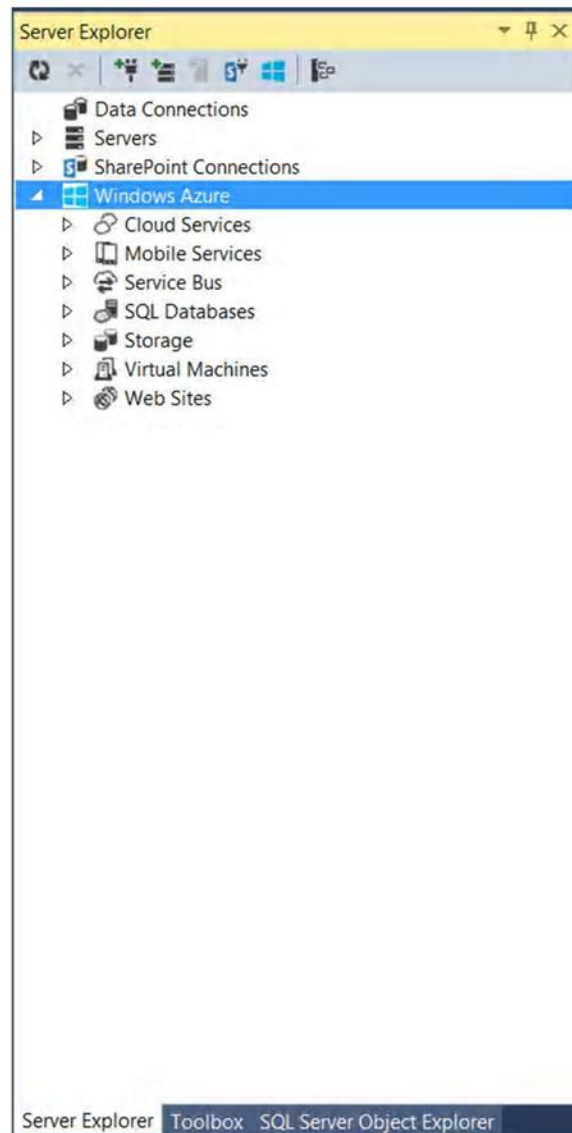 Server Explorer
Data Connections
Servers
SharePoint Connections
Windows Azure
Cloud Services
Mobile Services
Service Bus
SQL Databases
Storage
Virtual Machines
Web Sites
Server Explorer Toolbox SQL Server Object Explorer